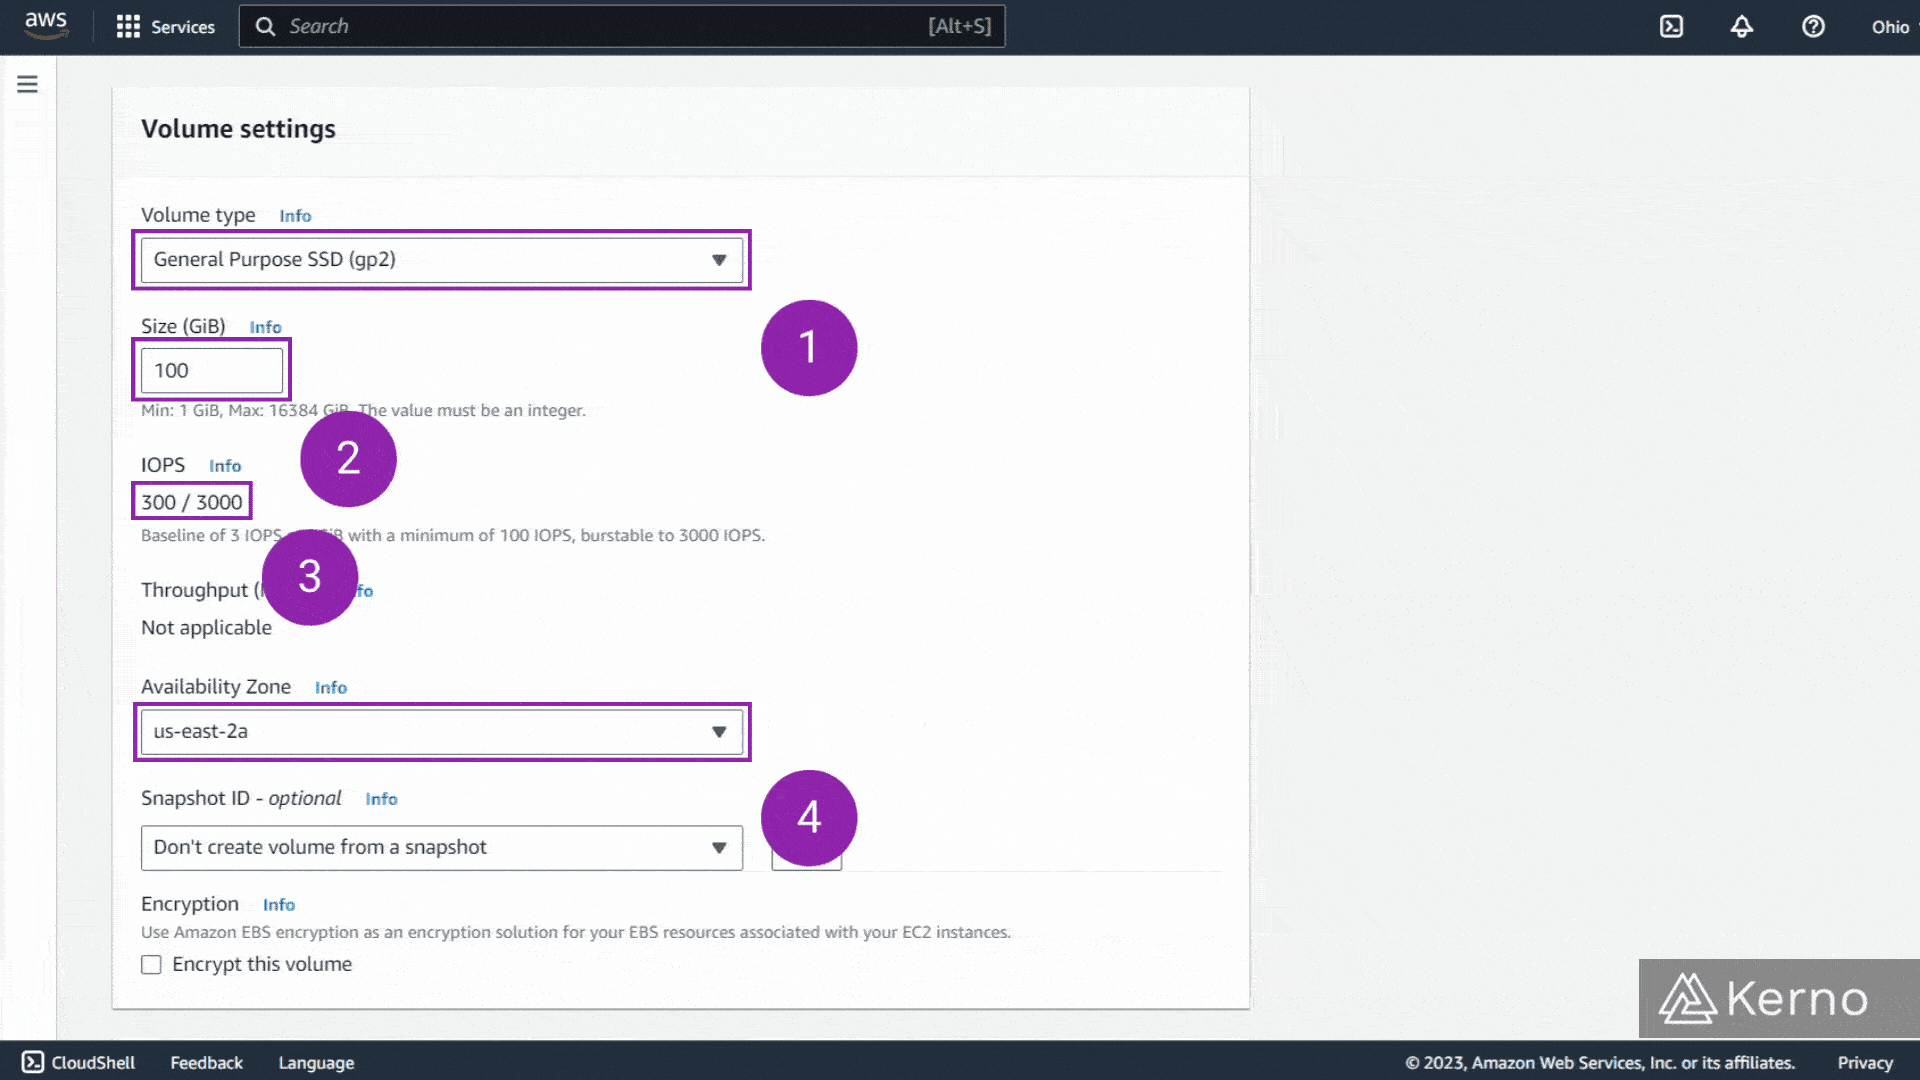 aws Services Search [Alt+S] Ohio
Volume settings
Volume type Info
General Purpose SSD (gp2)
1
Size (GiB) Info
100
Min: 1 GiB, Max: 16384 GiB. The value must be an integer.
2
IOPS Info
300 / 3000
Baseline of 3 IOPS with a minimum of 100 IOPS, burstable to 3000 IOPS.
3
Throughput (
Not applicable
Availability Zone Info
us-east-2a
4
Snapshot ID - optional Info
Don't create volume from a snapshot
Encryption Info
Use Amazon EBS encryption as an encryption solution for your EBS resources associated with your EC2 instances.
Encrypt this volume
Kerno
CloudShell Feedback Language © 2023, Amazon Web Services, Inc. or its affiliates. Privacy